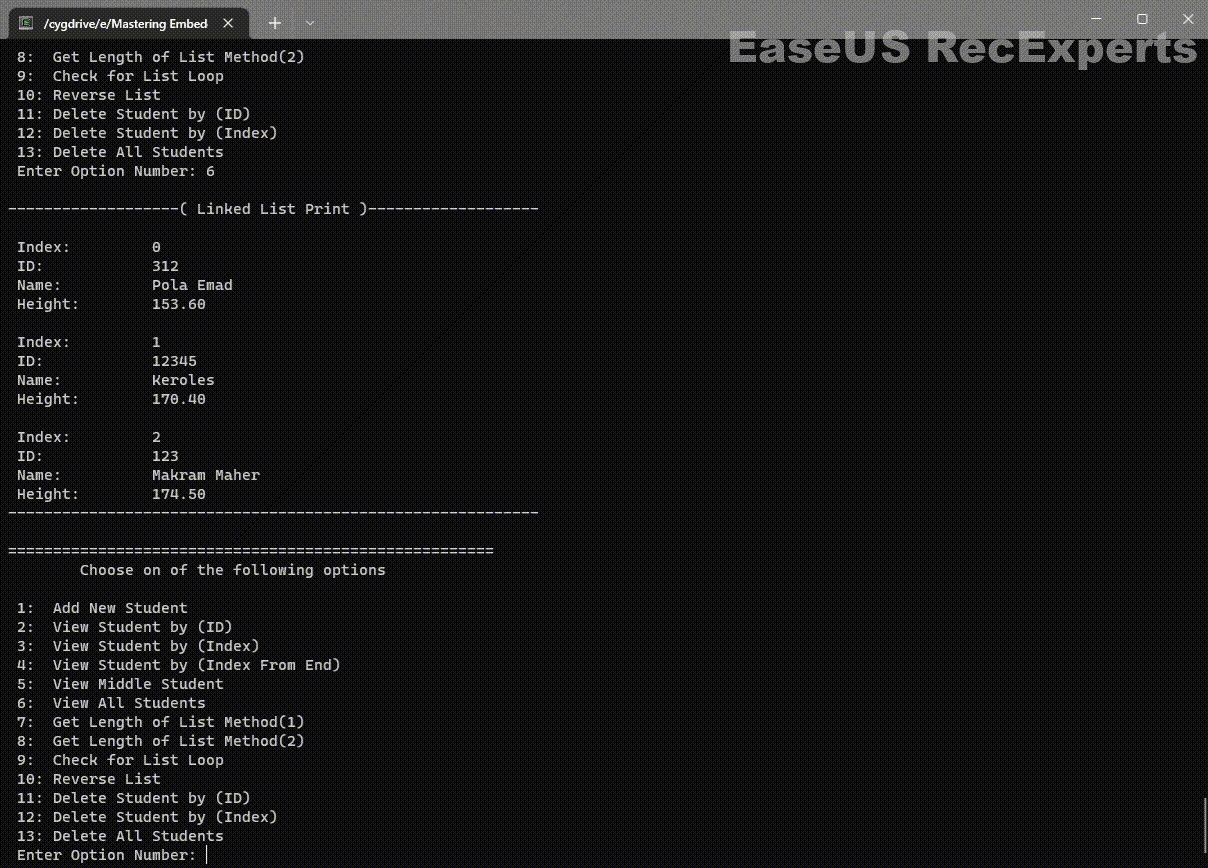 /cygdrive/e/Mastering Embed
EaseUS RecExperts
8:  Get Length of List Method(2)
9:  Check for List Loop
10: Reverse List
11: Delete Student by (ID)
12: Delete Student by (Index)
13: Delete All Students
Enter Option Number: 6
-------------------( Linked List Print )-------------------
Index:         0
ID:            312
Name:          Pola Emad
Height:        153.60
Index:         1
ID:            12345
Name:          Keroles
Height:        170.40
Index:         2
ID:            123
Name:          Makram Maher
Height:        174.50
-----------------------------------------------------------
======================================================
Choose on of the following options
1:  Add New Student
2:  View Student by (ID)
3:  View Student by (Index)
4:  View Student by (Index From End)
5:  View Middle Student
6:  View All Students
7:  Get Length of List Method(1)
8:  Get Length of List Method(2)
9:  Check for List Loop
10: Reverse List
11: Delete Student by (ID)
12: Delete Student by (Index)
13: Delete All Students
Enter Option Number: